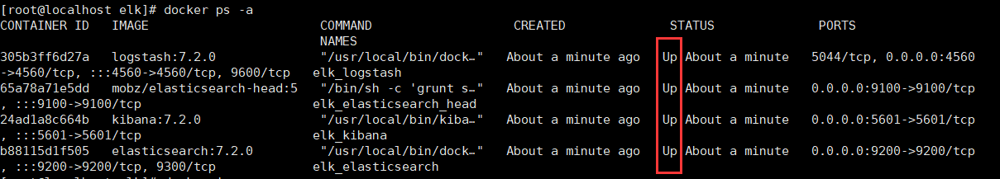 [root@localhost elk]# docker ps -a
CONTAINER ID   IMAGE                          COMMAND                   CREATED              STATUS              PORTS
                                              NAMES
305b3ff6d27a   logstash:7.2.0                 "/usr/local/bin/dock…"   About a minute ago   Up About a minute   5044/tcp, 0.0.0.0:4560
->4560/tcp, :::4560->4560/tcp, 9600/tcp   elk_logstash
65a78a71e5dd   mobz/elasticsearch-head:5   "/bin/sh -c 'grunt s…"   About a minute ago   Up About a minute   0.0.0.0:9100->9100/tcp
, :::9100->9100/tcp                          elk_elasticsearch_head
24ad1a8c664b   kibana:7.2.0                   "/usr/local/bin/kiba…"   About a minute ago   Up About a minute   0.0.0.0:5601->5601/tcp
, :::5601->5601/tcp                          elk_kibana
b88115d1f505   elasticsearch:7.2.0            "/usr/local/bin/dock…"   About a minute ago   Up About a minute   0.0.0.0:9200->9200/tcp
, :::9200->9200/tcp, 9300/tcp                elk_elasticsearch